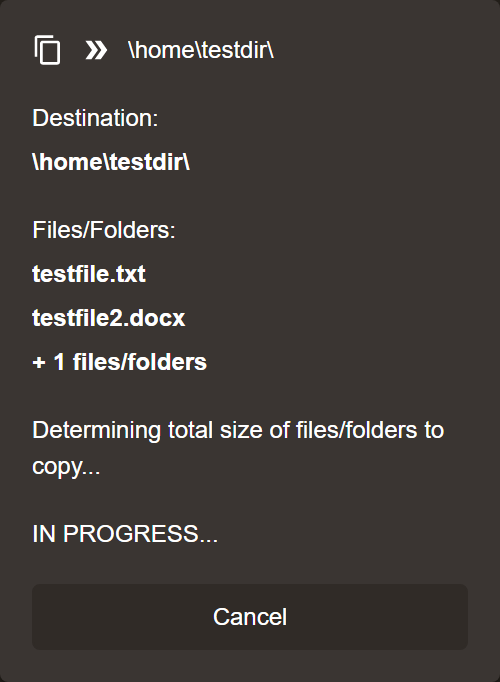 \home\testdir\
Destination:
\home\testdir\
Files/Folders:
testfile.txt
testfile2.docx
+ 1 files/folders
Determining total size of files/folders to
copy...
IN PROGRESS...
Cancel